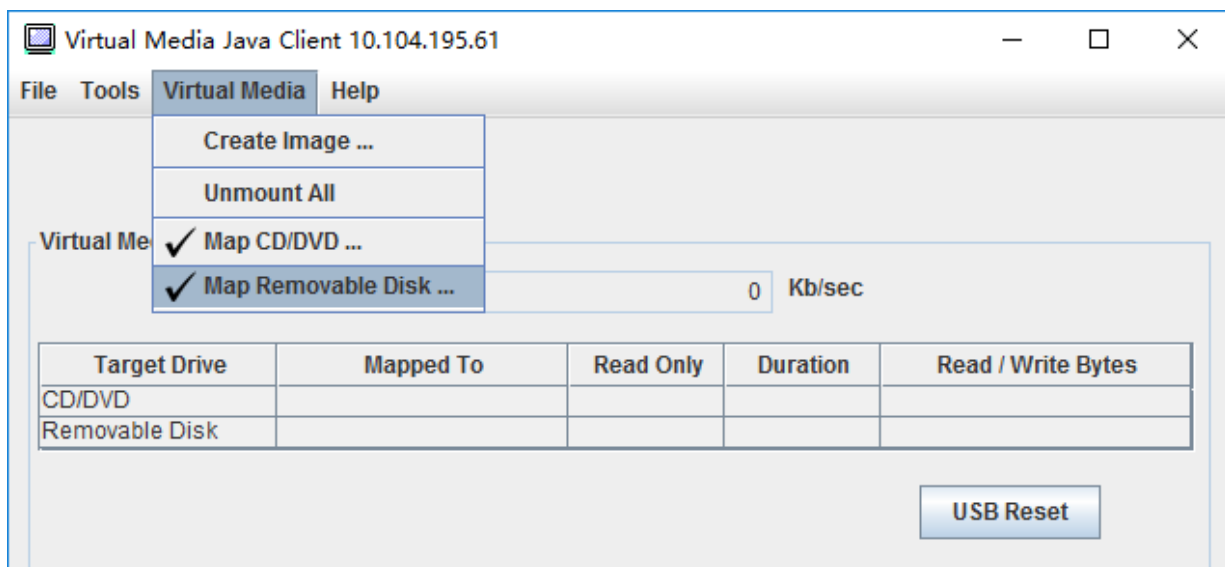 Virtual Media Java Client 10.104.195.61
File Tools Virtual Media Help
Create Image ...
Unmount All
Virtual Me
Map CD/DVD ...
Map Removable Disk ...
0 Kb/sec
Target Drive Mapped To Read Only Duration Read / Write Bytes
CD/DVD
Removable Disk
USB Reset